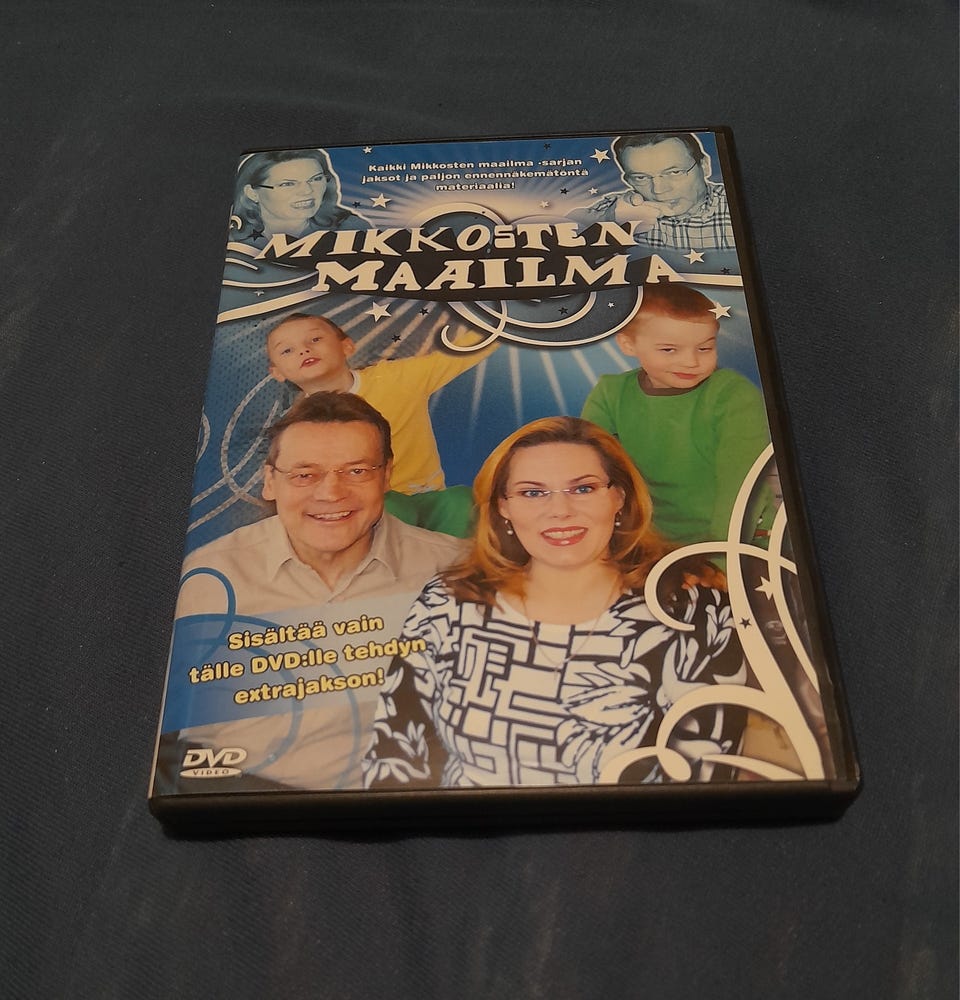 Kaikki Mikkosten maailma -sarjan
jaksot ja paljon ennennäkemätöntä
materiaalia!
MIKKOSTEN
MAAILMA
Sisältää vain
tälle DVD:lle tehdyn
extrajakson!
DVD
VIDEO